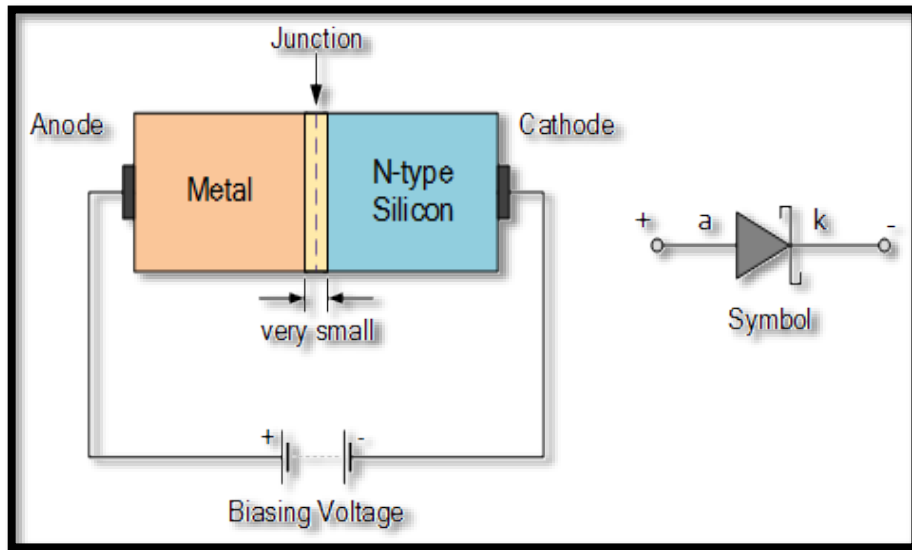 Junction
Anode
Cathode
Metal
N-type
Silicon
+ a k -
Symbol
very small
+ -
Biasing Voltage